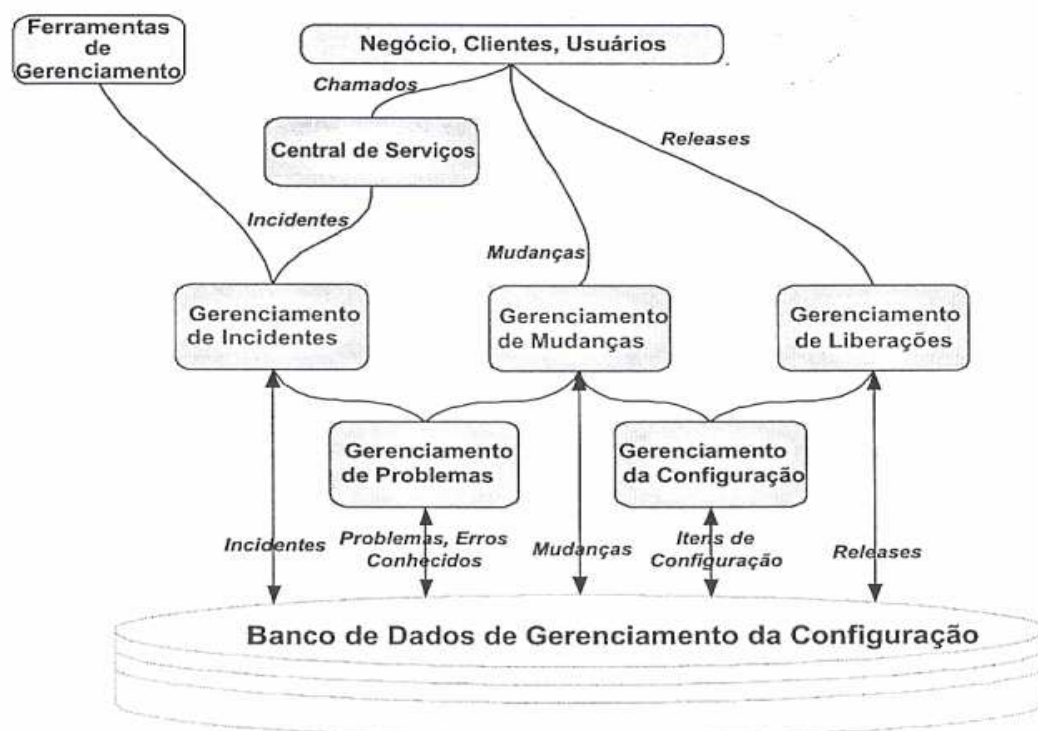 Ferramentas
de
Gerenciamento
Negócio, Clientes, Usuários
Chamados
Central de Serviços
Releases
Incidentes
Mudanças
Gerenciamento
de Incidentes
Gerenciamento
de Mudanças
Gerenciamento
de Liberações
Gerenciamento
de Problemas
Gerenciamento
da Configuração
Incidentes
Problemas, Erros
Conhecidos
Mudanças
Itens de
Configuração
Releases
Banco de Dados de Gerenciamento da Configuração